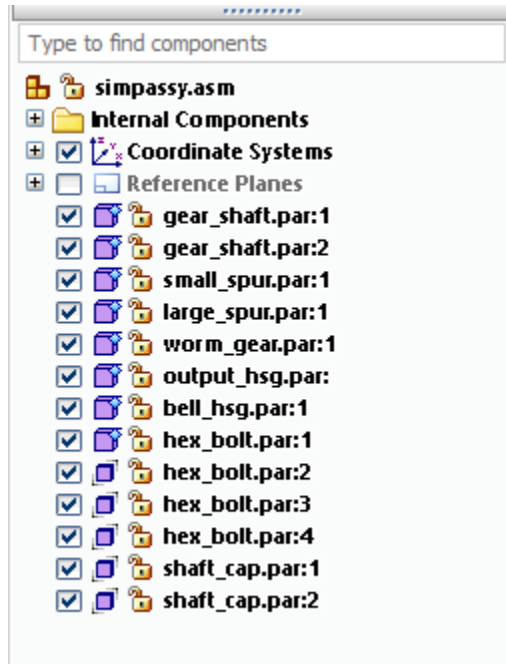 Type to find components
simpassy.asm
Internal Components
Coordinate Systems
Reference Planes
gear_shaft.par:1
gear_shaft.par:2
small_spur.par:1
large_spur.par:1
worm_gear.par:1
output_hsg.par:
bell_hsg.par:1
hex_bolt.par:1
hex_bolt.par:2
hex_bolt.par:3
hex_bolt.par:4
shaft_cap.par:1
shaft_cap.par:2